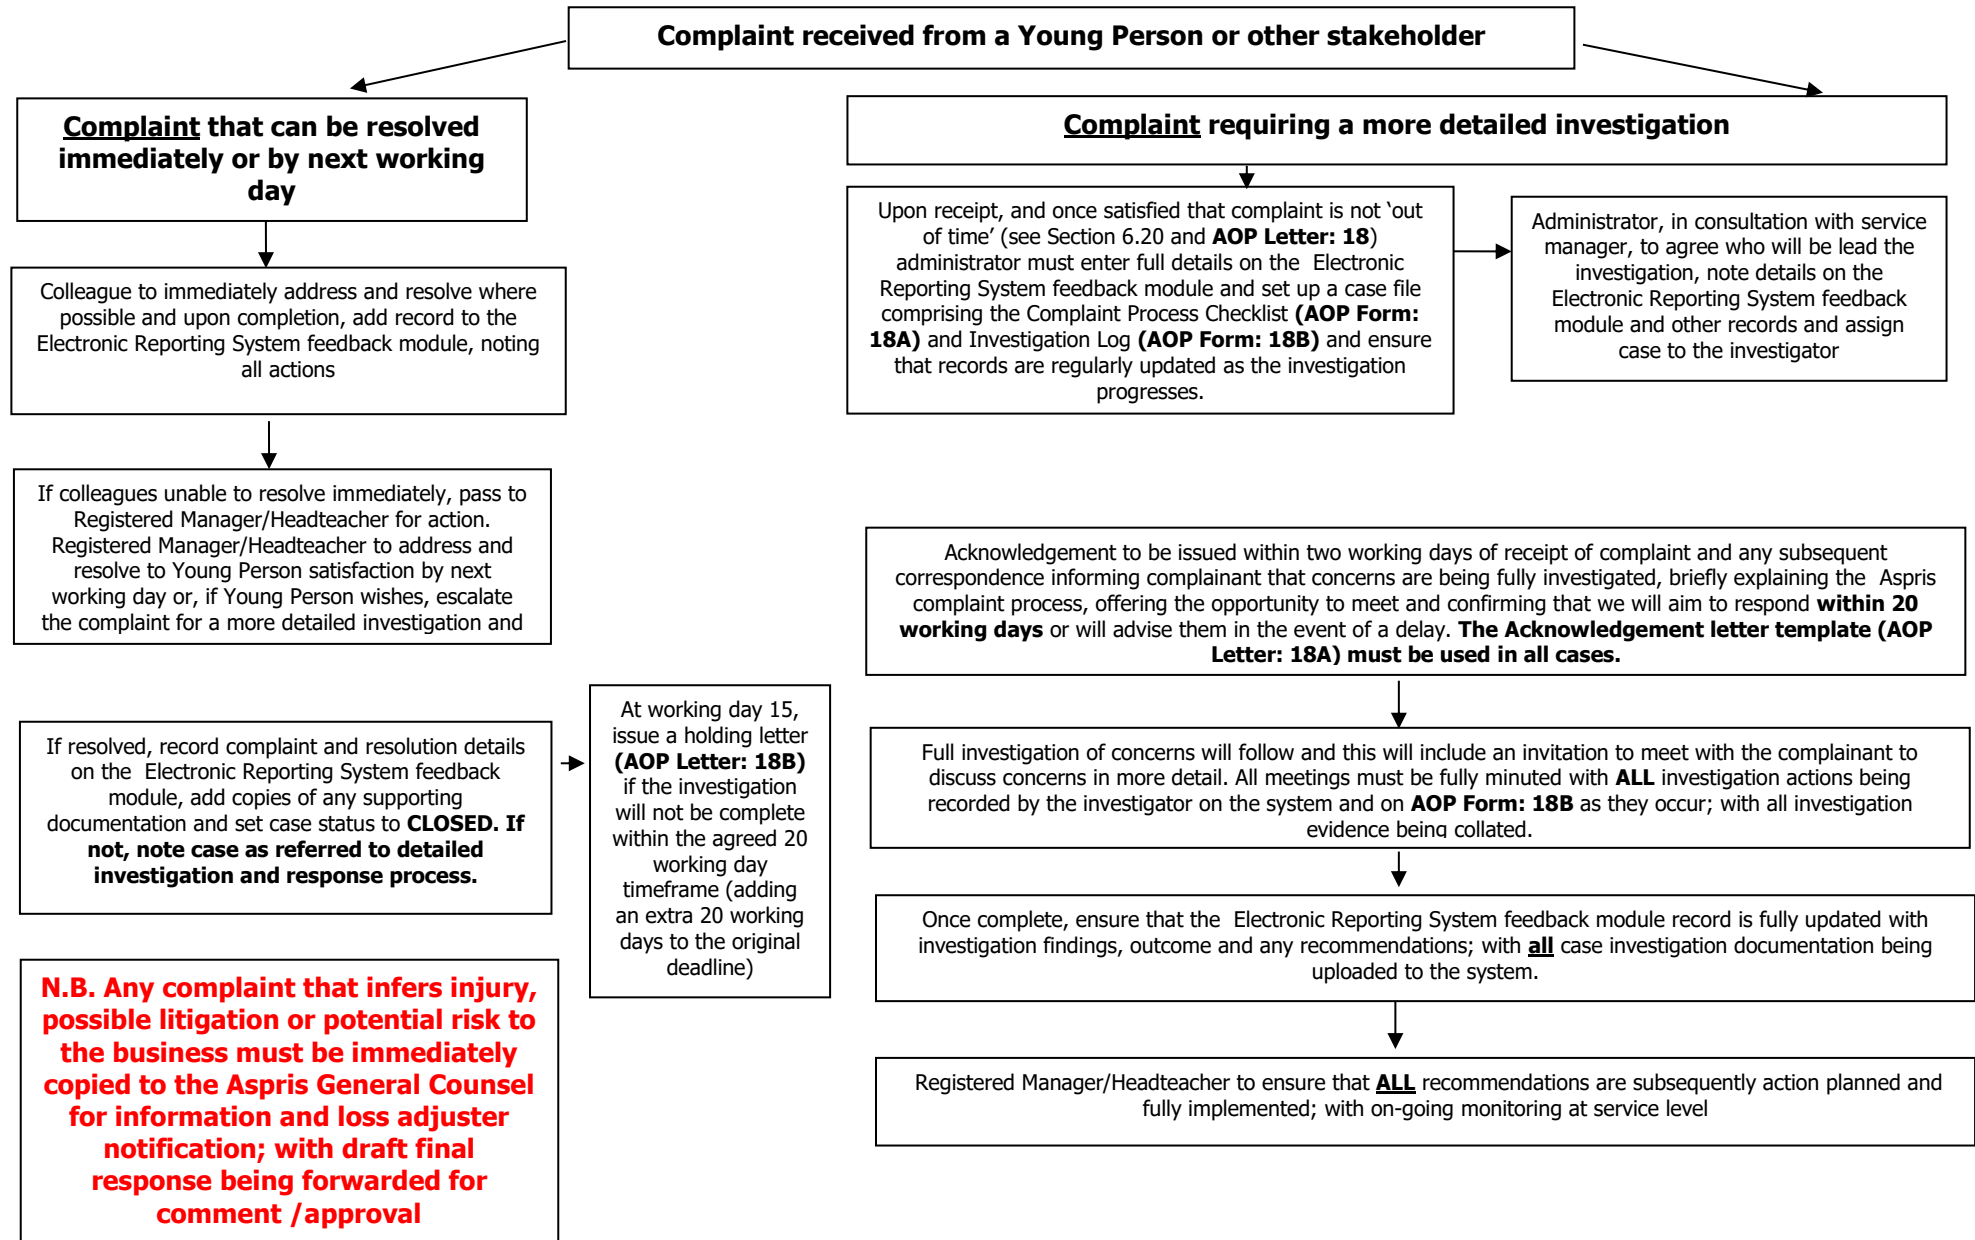 Complaint received from a Young Person or other stakeholder
Complaint that can be resolved
immediately or by next working
day
Colleague to immediately address and resolve where
possible and upon completion, add record to the
Electronic Reporting System feedback module, noting
all actions
If colleagues unable to resolve immediately, pass to
Registered Manager/Headteacher for action.
Registered Manager/Headteacher to address and
resolve to Young Person satisfaction by next
working day or, if Young Person wishes, escalate
the complaint for a more detailed investigation and
If resolved, record complaint and resolution details
on the Electronic Reporting System feedback
module, add copies of any supporting
documentation and set case status to CLOSED. If
not, note case as referred to detailed
investigation and response process.
N.B. Any complaint that infers injury,
possible litigation or potential risk to
the business must be immediately
copied to the Aspris General Counsel
for information and loss adjuster
notification; with draft final
response being forwarded for
comment /approval
At working day 15,
issue a holding letter
(AOP Letter: 18B)
if the investigation
will not be complete
within the agreed 20
working day
timeframe (adding
an extra 20 working
days to the original
deadline)
Complaint requiring a more detailed investigation
Upon receipt, and once satisfied that complaint is not ‘out
of time’ (see Section 6.20 and AOP Letter: 18)
administrator must enter full details on the Electronic
Reporting System feedback module and set up a case file
comprising the Complaint Process Checklist (AOP Form:
18A) and Investigation Log (AOP Form: 18B) and ensure
that records are regularly updated as the investigation
progresses.
Administrator, in consultation with service
manager, to agree who will be lead the
investigation, note details on the
Electronic Reporting System feedback
module and other records and assign
case to the investigator
Acknowledgement to be issued within two working days of receipt of complaint and any subsequent
correspondence informing complainant that concerns are being fully investigated, briefly explaining the Aspris
complaint process, offering the opportunity to meet and confirming that we will aim to respond within 20
working days or will advise them in the event of a delay. The Acknowledgement letter template (AOP
Letter: 18A) must be used in all cases.
Full investigation of concerns will follow and this will include an invitation to meet with the complainant to
discuss concerns in more detail. All meetings must be fully minuted with ALL investigation actions being
recorded by the investigator on the system and on AOP Form: 18B as they occur; with all investigation
evidence being collated.
Once complete, ensure that the Electronic Reporting System feedback module record is fully updated with
investigation findings, outcome and any recommendations; with all case investigation documentation being
uploaded to the system.
Registered Manager/Headteacher to ensure that ALL recommendations are subsequently action planned and
fully implemented; with on-going monitoring at service level